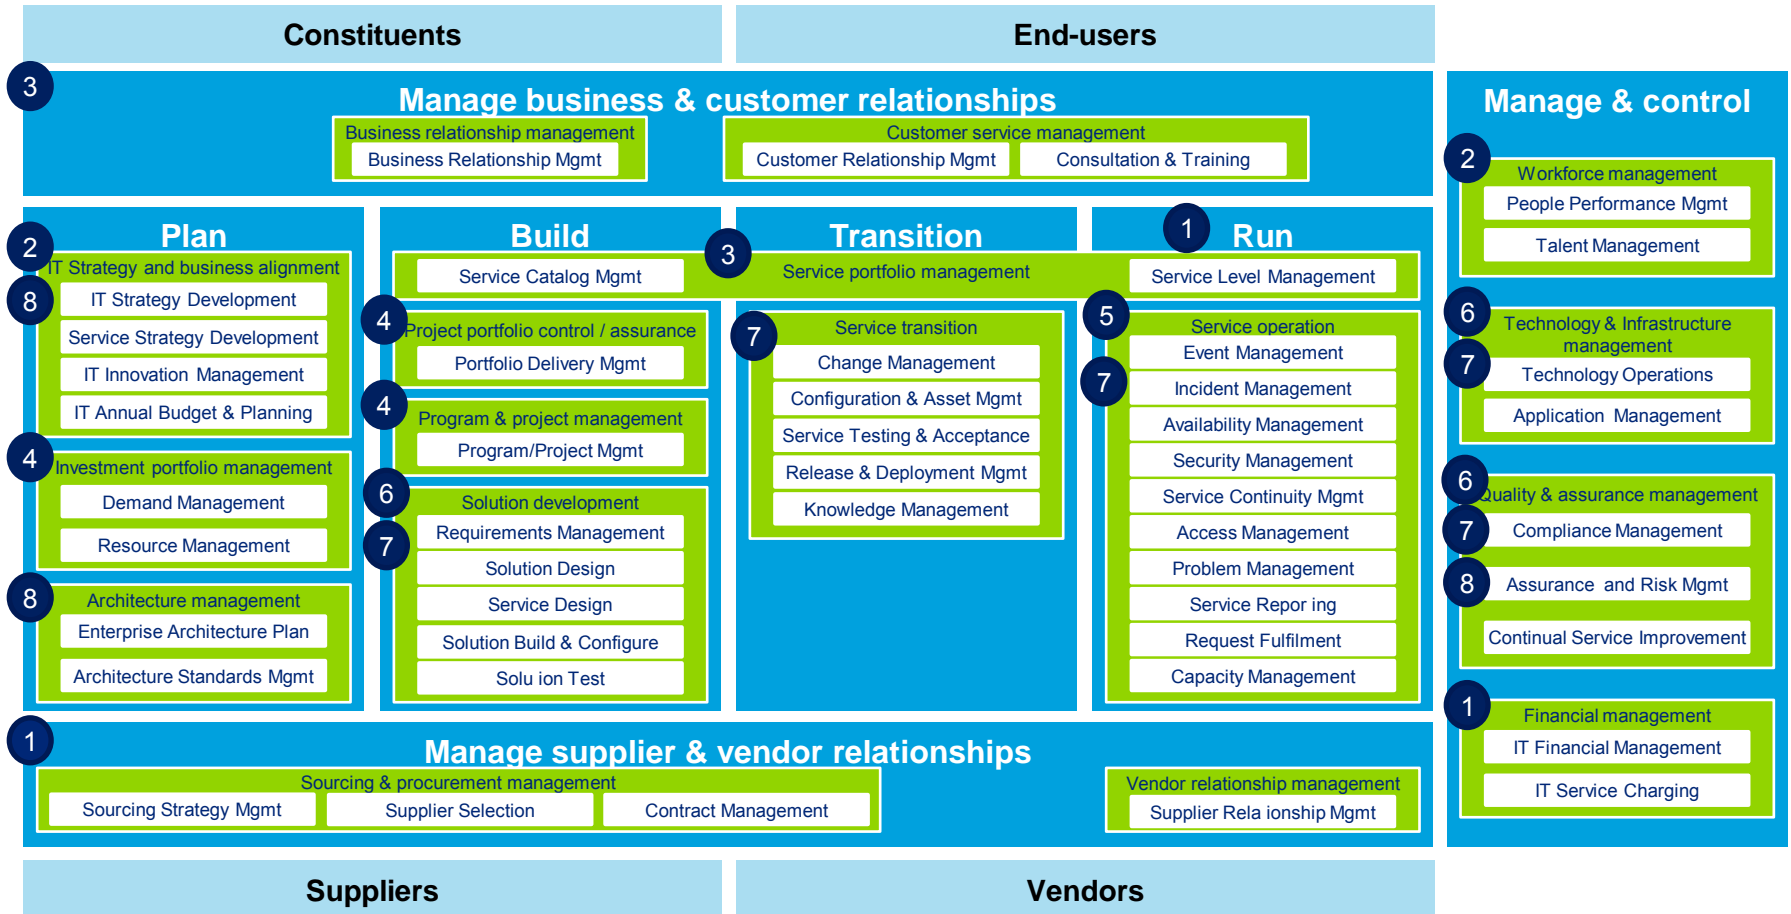 Constituents
End-users
3
Manage business & customer relationships
Business relationship management
Business Relationship Mgmt
Customer service management
Customer Relationship Mgmt
Consultation & Training
Plan
2
IT Strategy and business alignment
8
IT Strategy Development
Service Strategy Development
IT Innovation Management
IT Annual Budget & Planning
4
Investment portfolio management
Demand Management
Resource Management
8
Architecture management
Enterprise Architecture Plan
Architecture Standards Mgmt
Build
Transition
1
Run
Service Catalog Mgmt
3
Service portfolio management
Service Level Management
4
Project portfolio control / assurance
Portfolio Delivery Mgmt
4
Program & project management
Program/Project Mgmt
6
Solution development
7
Requirements Management
Solution Design
Service Design
Solution Build & Configure
Solu ion Test
7
Service transition
Change Management
Configuration & Asset Mgmt
Service Testing & Acceptance
Release & Deployment Mgmt
Knowledge Management
5
Service operation
Event Management
7
Incident Management
Availability Management
Security Management
Service Continuity Mgmt
Access Management
Problem Management
Service Repor ing
Request Fulfilment
Capacity Management
1
Manage supplier & vendor relationships
Sourcing & procurement management
Sourcing Strategy Mgmt
Supplier Selection
Contract Management
Vendor relationship management
Supplier Rela ionship Mgmt
Manage & control
2
Workforce management
People Performance Mgmt
Talent Management
6
Technology & Infrastructure
management
7
Technology Operations
Application Management
6
Quality & assurance management
7
Compliance Management
8
Assurance and Risk Mgmt
Continual Service Improvement
1
Financial management
IT Financial Management
IT Service Charging
Suppliers
Vendors